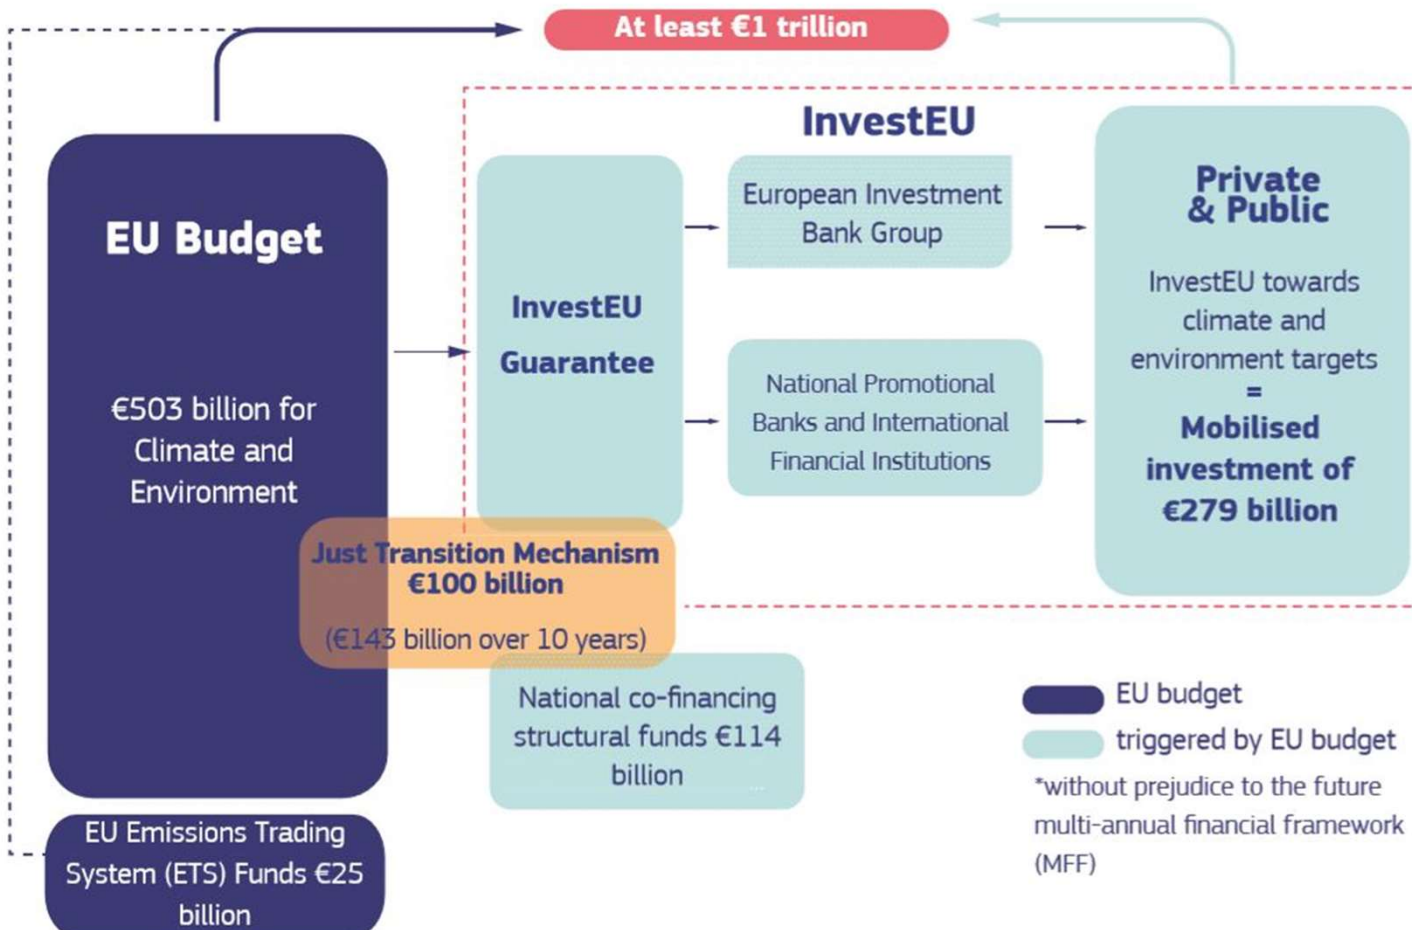 At least €1 trillion
InvestEU
EU Budget
€503 billion for
Climate and
Environment
InvestEU
Guarantee
European Investment
Bank Group
National Promotional
Banks and International
Financial Institutions
Private
& Public
InvestEU towards
climate and
environment targets
=
Mobilised
investment of
€279 billion
Just Transition Mechanism
€100 billion
(€143 billion over 10 years)
National co-financing
structural funds €114
billion
...
EU Emissions Trading
System (ETS) Funds €25
billion
EU budget
triggered by EU budget
*without prejudice to the future
multi-annual financial framework
(MFF)